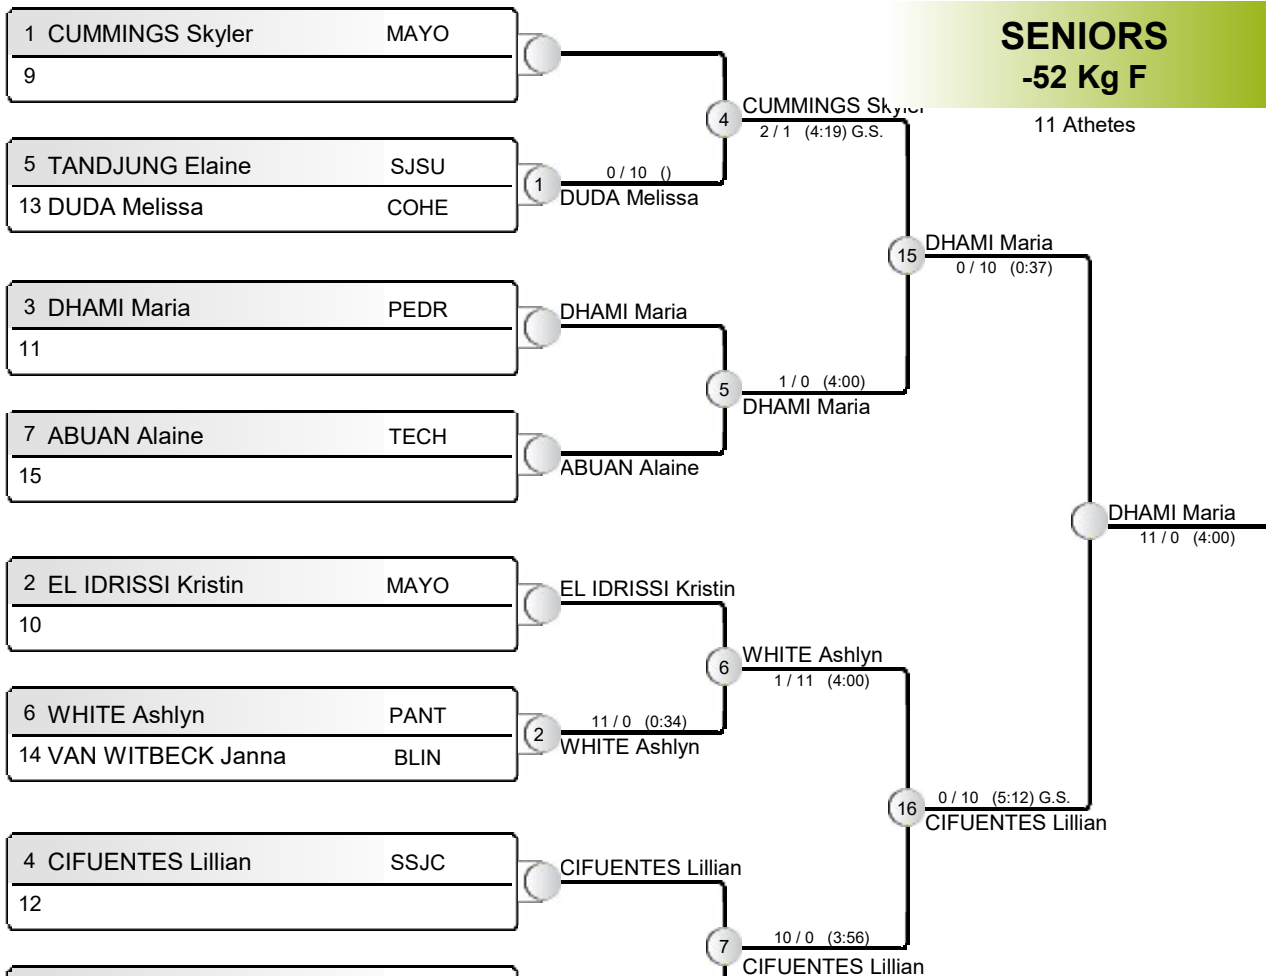 SENIORS
-52 Kg F
11 Athetes
1 CUMMINGS Skyler MAYO
9
5 TANDJUNG Elaine SJSU
13 DUDA Melissa COHE
3 DHAMI Maria PEDR
11
7 ABUAN Alaine TECH
15
2 EL IDRISSI Kristin MAYO
10
6 WHITE Ashlyn PANT
14 VAN WITBECK Janna BLIN
4 CIFUENTES Lillian SSJC
12
1
0 / 10 ()
DUDA Melissa
DHAMI Maria
ABUAN Alaine
EL IDRISSI Kristin
2
11 / 0 (0:34)
WHITE Ashlyn
CIFUENTES Lillian
4
CUMMINGS Skyler
2 / 1 (4:19) G.S.
5
1 / 0 (4:00)
DHAMI Maria
6
WHITE Ashlyn
1 / 11 (4:00)
7
10 / 0 (3:56)
CIFUENTES Lillian
15
DHAMI Maria
0 / 10 (0:37)
16
0 / 10 (5:12) G.S.
CIFUENTES Lillian
DHAMI Maria
11 / 0 (4:00)